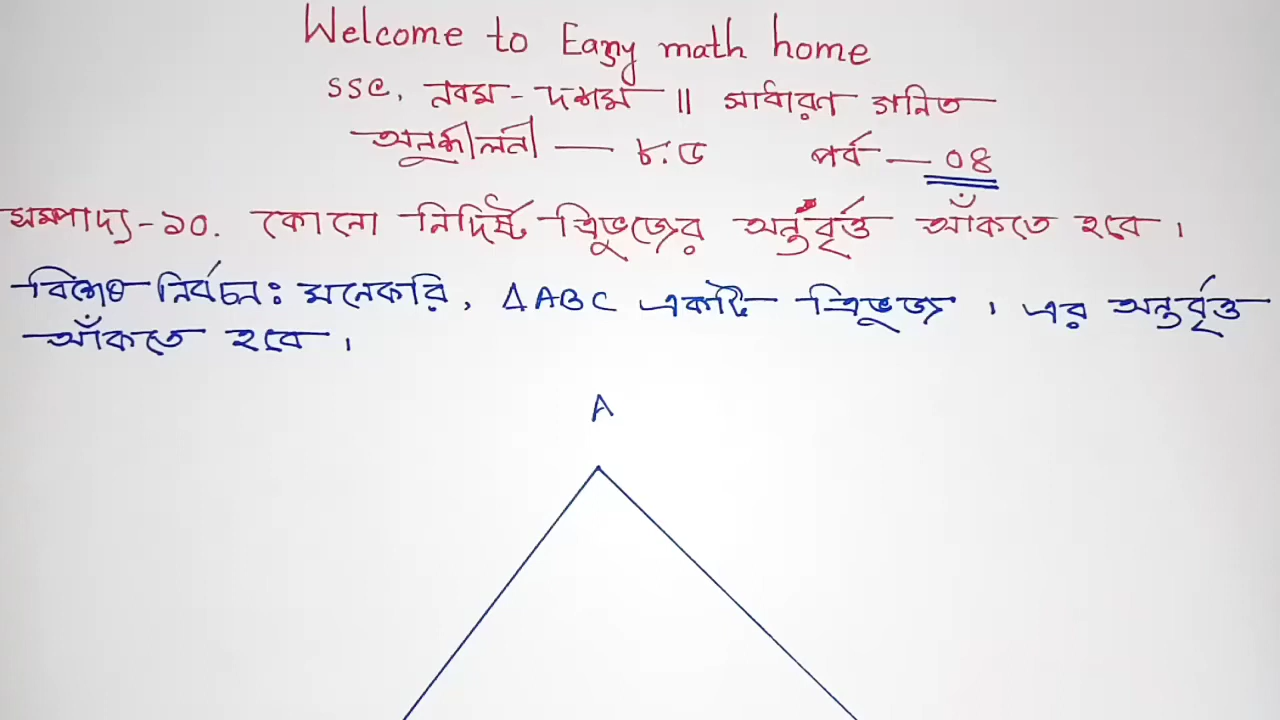 Welcome to Easy math home
SSC, নবম - দশম || সাধারণ গনিত
অনুশীলনী — ৮.৫ পর্ব — ০৪
সম্পাদ্য - ১০. কোনো নির্দিষ্ট ত্রিভুজের অন্তর্বৃত্ত আঁকতে হবে।
বিশেষ নির্বচন: মনেকরি, ΔABC একটি ত্রিভুজ। এর অন্তর্বৃত্ত
আঁকতে হবে।
A